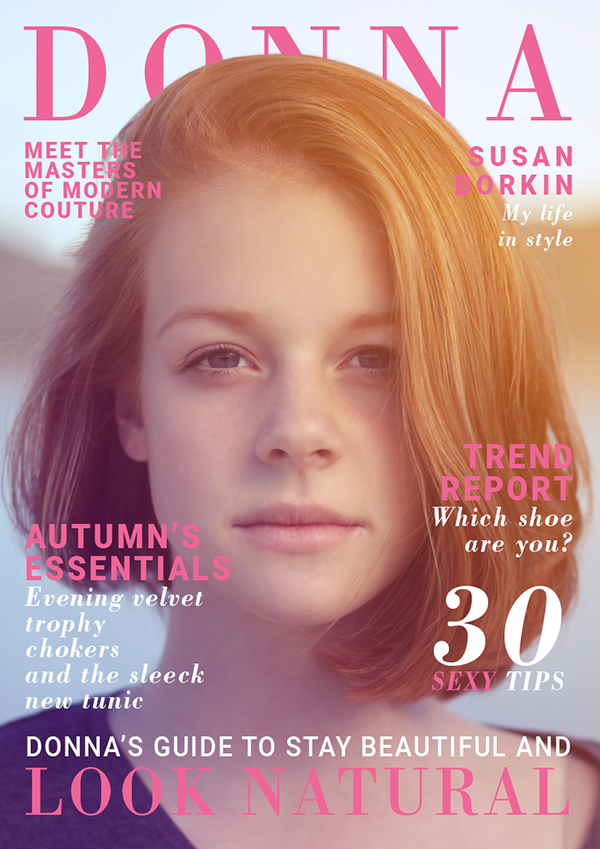 DONNA
MEET THE
MASTERS
OF MODERN
COUTURE
SUSAN
BORKIN
My life
in style
TREND
REPORT
Which shoe
are you?
AUTUMN'S
ESSENTIALS
Evening velvet
trophy
chokers
and the sleeck
new tunic
30
SEXY TIPS
DONNA'S GUIDE TO STAY BEAUTIFUL AND
LOOK NATURAL